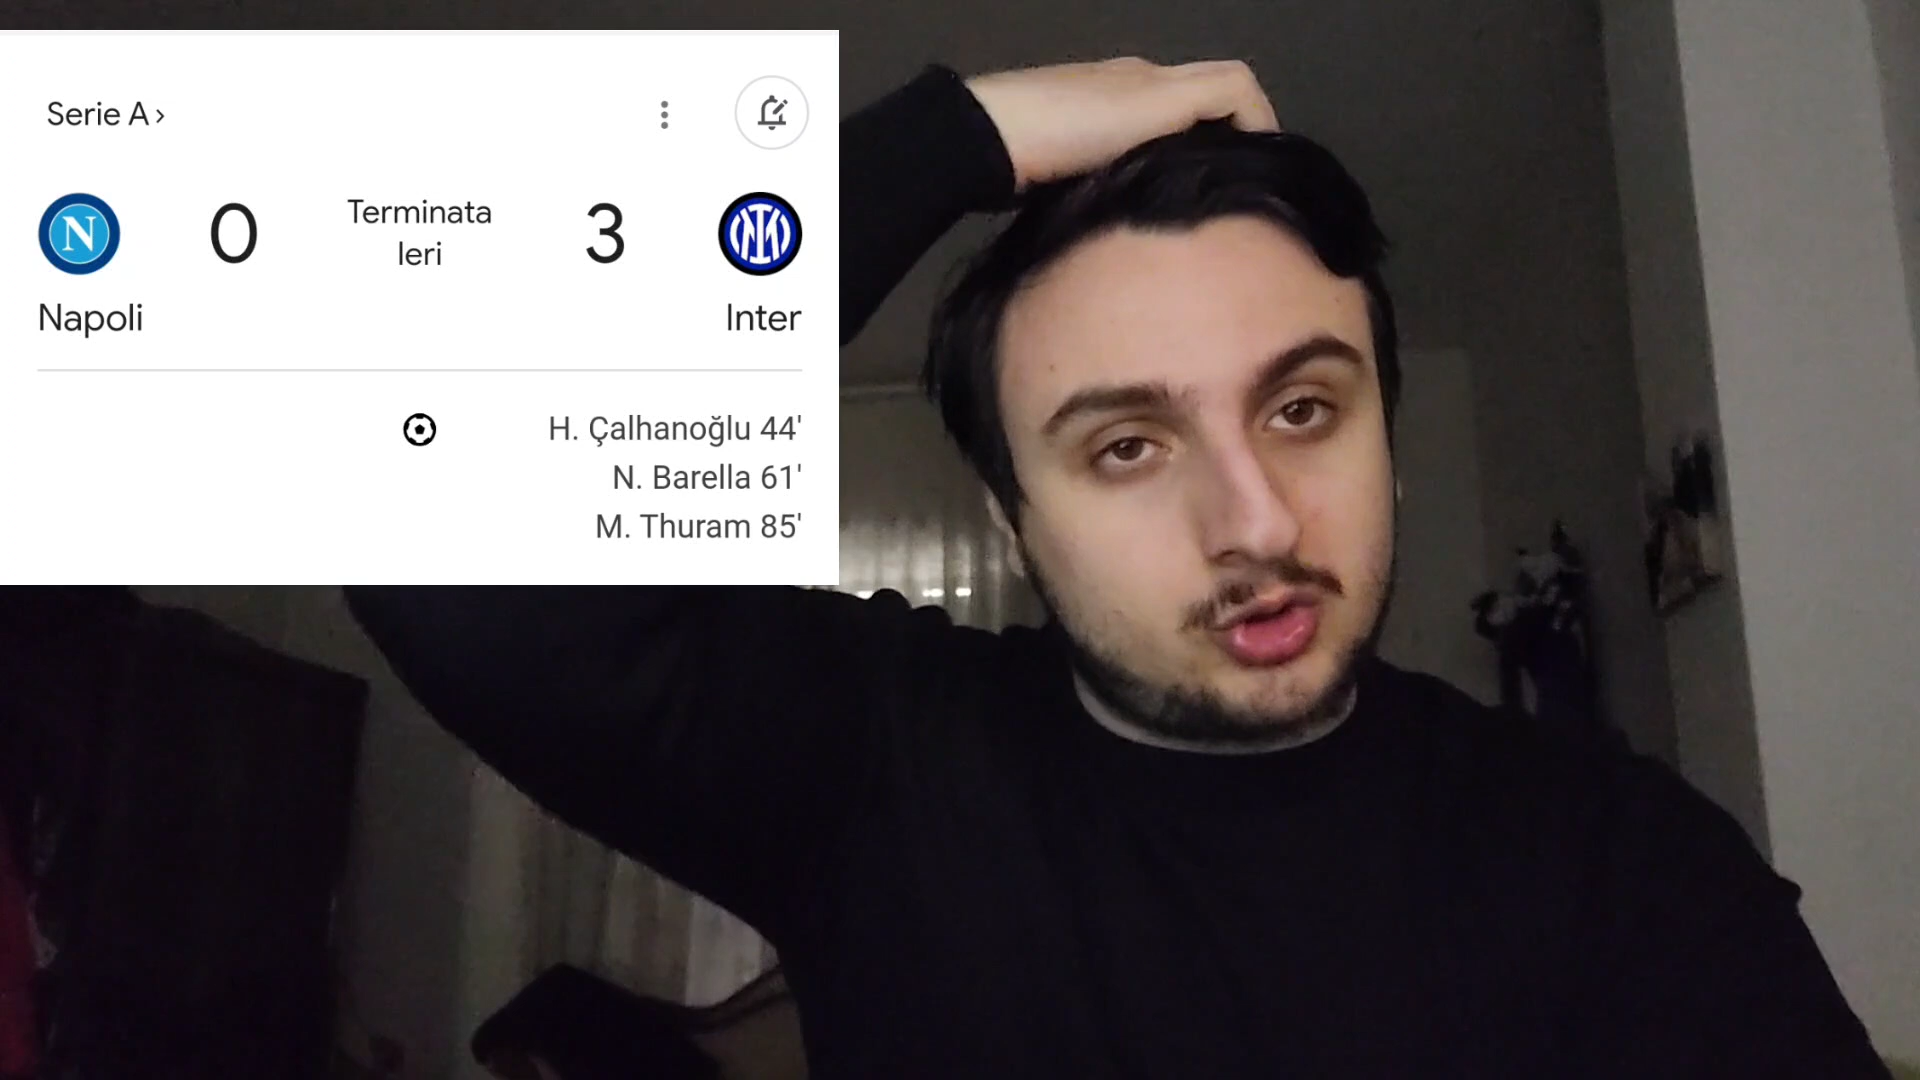 Serie A ›
N 0 Terminata 3
Ieri
Napoli Inter
H. Çalhanoğlu 44'
N. Barella 61'
M. Thuram 85'